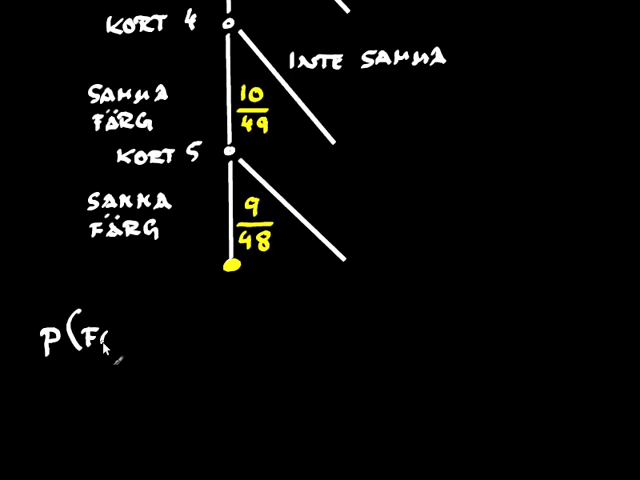 KORT 4
INTE SAMMA
SAMMA
FÄRG
10
49
KORT 5
SAMMA
FÄRG
9
48
P(F